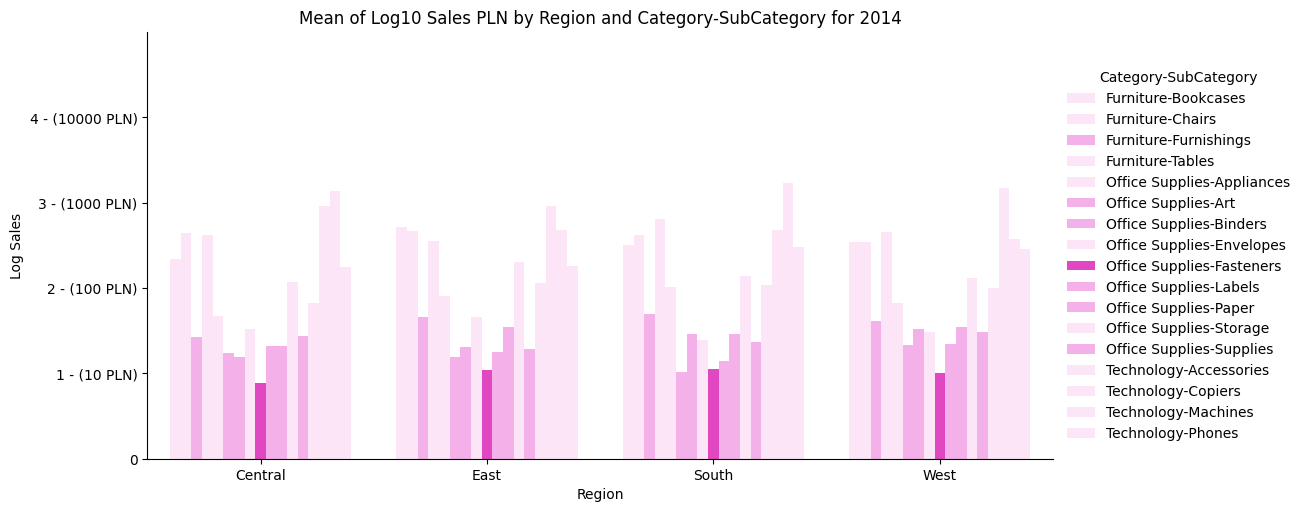 Mean of Log10 Sales PLN by Region and Category-SubCategory for 2014
4 - (10000 PLN)
3 - (1000 PLN)
2 - (100 PLN)
1 - (10 PLN)
0
Log Sales
Central
East
South
West
Region
Category-SubCategory
Furniture-Bookcases
Furniture-Chairs
Furniture-Furnishings
Furniture-Tables
Office Supplies-Appliances
Office Supplies-Art
Office Supplies-Binders
Office Supplies-Envelopes
Office Supplies-Fasteners
Office Supplies-Labels
Office Supplies-Paper
Office Supplies-Storage
Office Supplies-Supplies
Technology-Accessories
Technology-Copiers
Technology-Machines
Technology-Phones